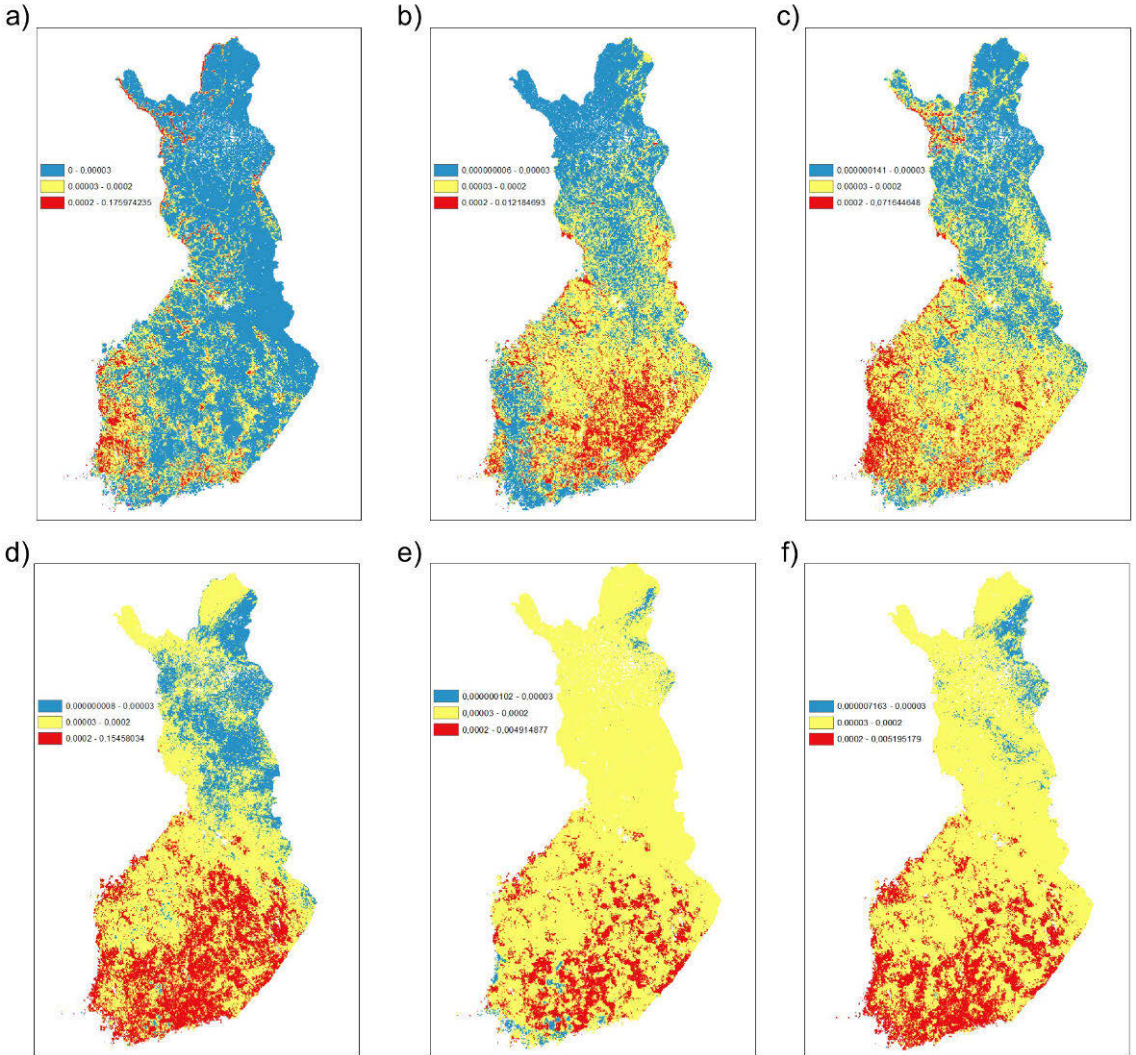 a)
b)
c)
0 - 0.00003
0.00003 - 0.0002
0.0002 - 0.175974235
0.000000006 - 0.00003
0.00003 - 0.0002
0.0002 - 0.012184693
0.000000141 - 0.00003
0.00003 - 0.0002
0.0002 - 0.071644648
d)
e)
f)
0.000000008 - 0.00003
0.00003 - 0.0002
0.0002 - 0.15458034
0.000000102 - 0.00003
0.00003 - 0.0002
0.0002 - 0.004914877
0.000007163 - 0.00003
0.00003 - 0.0002
0.0002 - 0.005195179